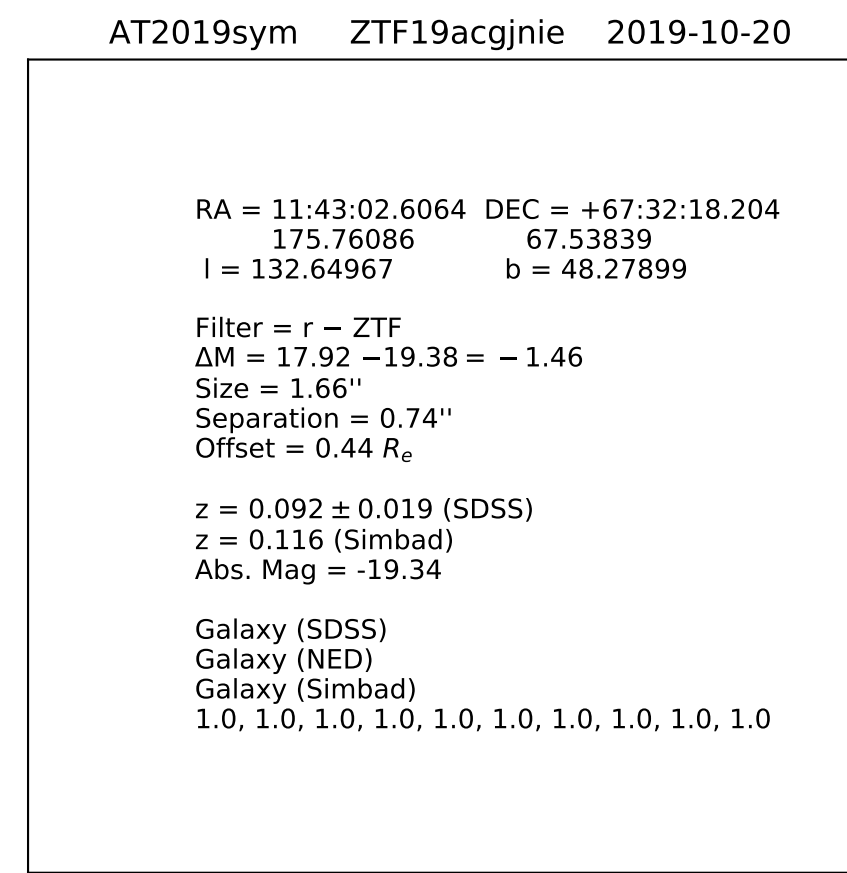 AT2019sym ZTF19acgjnie 2019-10-20
RA = 11:43:02.6064 DEC = +67:32:18.204
175.76086 67.53839
l = 132.64967 b = 48.27899
Filter = r − ZTF
ΔM = 17.92 −19.38 = − 1.46
Size = 1.66''
Separation = 0.74''
Offset = 0.44 Re
z = 0.092 ± 0.019 (SDSS)
z = 0.116 (Simbad)
Abs. Mag = -19.34
Galaxy (SDSS)
Galaxy (NED)
Galaxy (Simbad)
1.0, 1.0, 1.0, 1.0, 1.0, 1.0, 1.0, 1.0, 1.0, 1.0